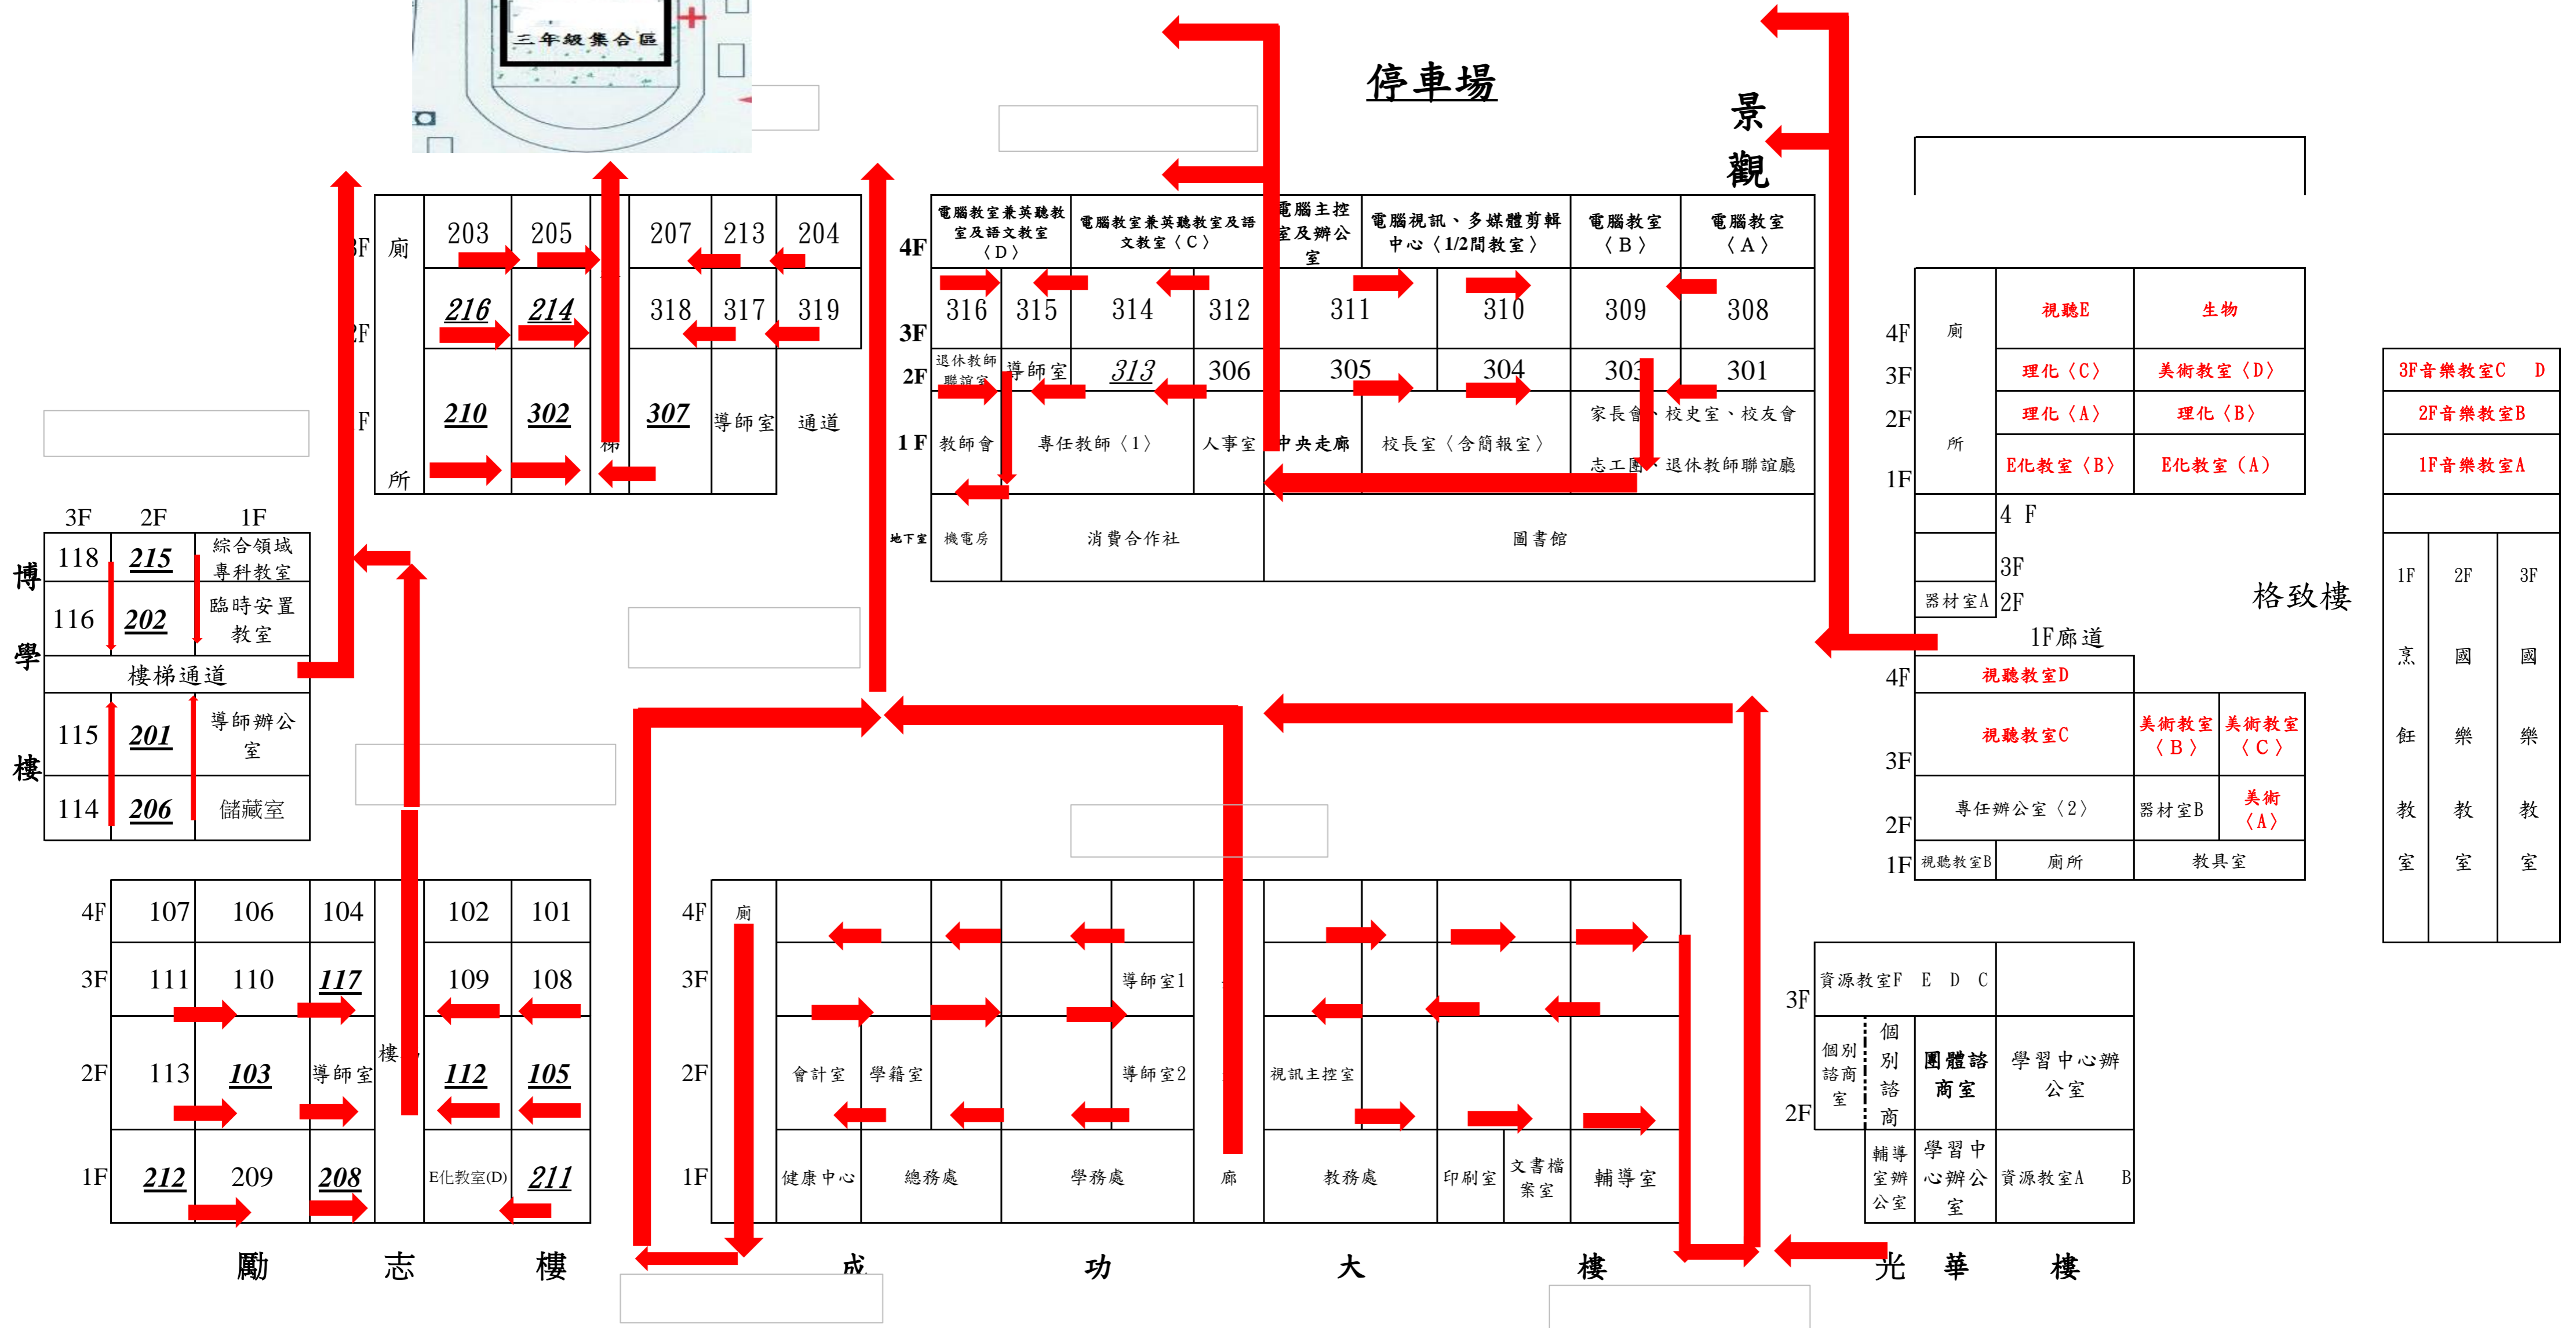 三年級集合區
停車場
景
觀
3F 廁 203 205 207 213 204
2F 216 214 318 317 319
1F 210 302 梯 307 導師室 通道
所
4F 電腦教室兼英聽教室及語文教室〈D〉 電腦教室兼英聽教室及語文教室〈C〉 電腦主控室及辦公室 電腦視訊、多媒體剪輯中心〈1/2間教室〉 電腦教室〈B〉 電腦教室〈A〉
3F 316 315 314 312 311 310 309 308
2F 退休教師聯誼室 導師室 313 306 305 304 303 301
1F 教師會 專任教師〈1〉 人事室 中央走廊 校長室〈含簡報室〉 家長會、校史室、校友會
志工團、退休教師聯誼廳
地下室 機電房 消費合作社 圖書館
4F 廁 視聽E 生物
3F 理化〈C〉 美術教室〈D〉
2F 理化〈A〉 理化〈B〉
所
1F E化教室〈B〉 E化教室（A）
4 F
3F
器材室A 2F
1F廊道
4F 視聽教室D
3F 視聽教室C 美術教室〈B〉 美術教室〈C〉
2F 專任辦公室〈2〉 器材室B 美術〈A〉
1F 視聽教室B 廁所 教具室
格致樓
3F音樂教室C D
2F音樂教室B
1F音樂教室A
1F 2F 3F
烹 國 國
飪 樂 樂
教 教 教
室 室 室
博學樓
3F 2F 1F
118 215 綜合領域專科教室
116 202 臨時安置教室
樓梯通道
115 201 導師辦公室
114 206 儲藏室
4F 107 106 104 102 101
3F 111 110 117 109 108
2F 113 103 導師室 樓 112 105
1F 212 209 208 E化教室(D) 211
勵 志 樓
4F 廁
3F 導師室1
2F 會計室 學籍室 導師室2 視訊主控室
1F 健康中心 總務處 學務處 廊 教務處 印刷室 文書檔案室 輔導室
成 功 大 樓
3F 資源教室F E D C
2F 個別諮商室 個別諮商 團體諮商室 學習中心辦公室
輔導室辦公室 學習中心辦公室 資源教室A B
光 華 樓